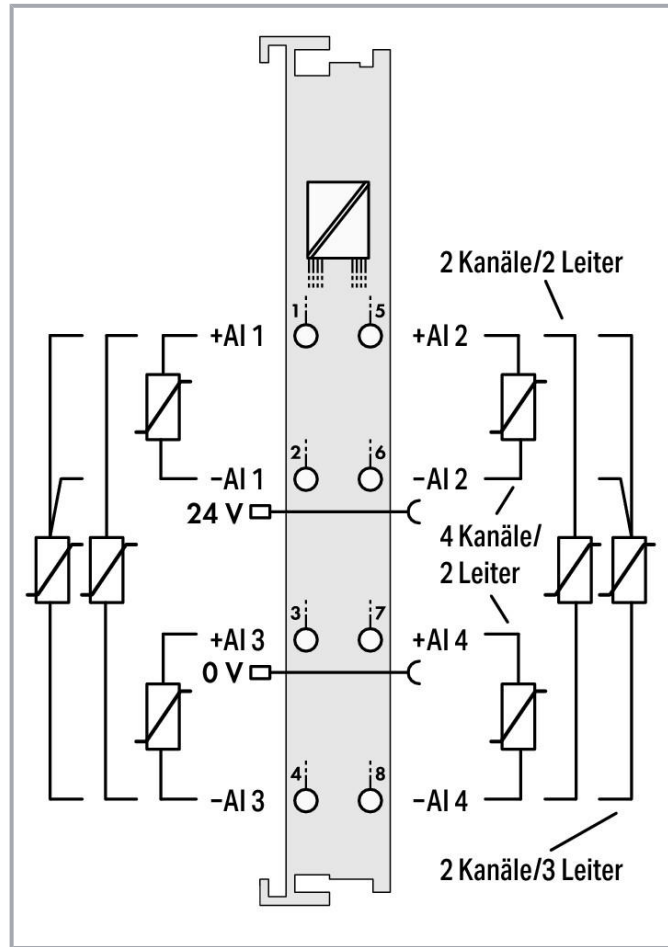 2 Kanäle/2 Leiter
1
5
+AI 1
+AI 2
2
6
−AI 1
−AI 2
24 V
4 Kanäle/
2 Leiter
3
7
+AI 3
+AI 4
0 V
4
8
−AI 3
−AI 4
2 Kanäle/3 Leiter